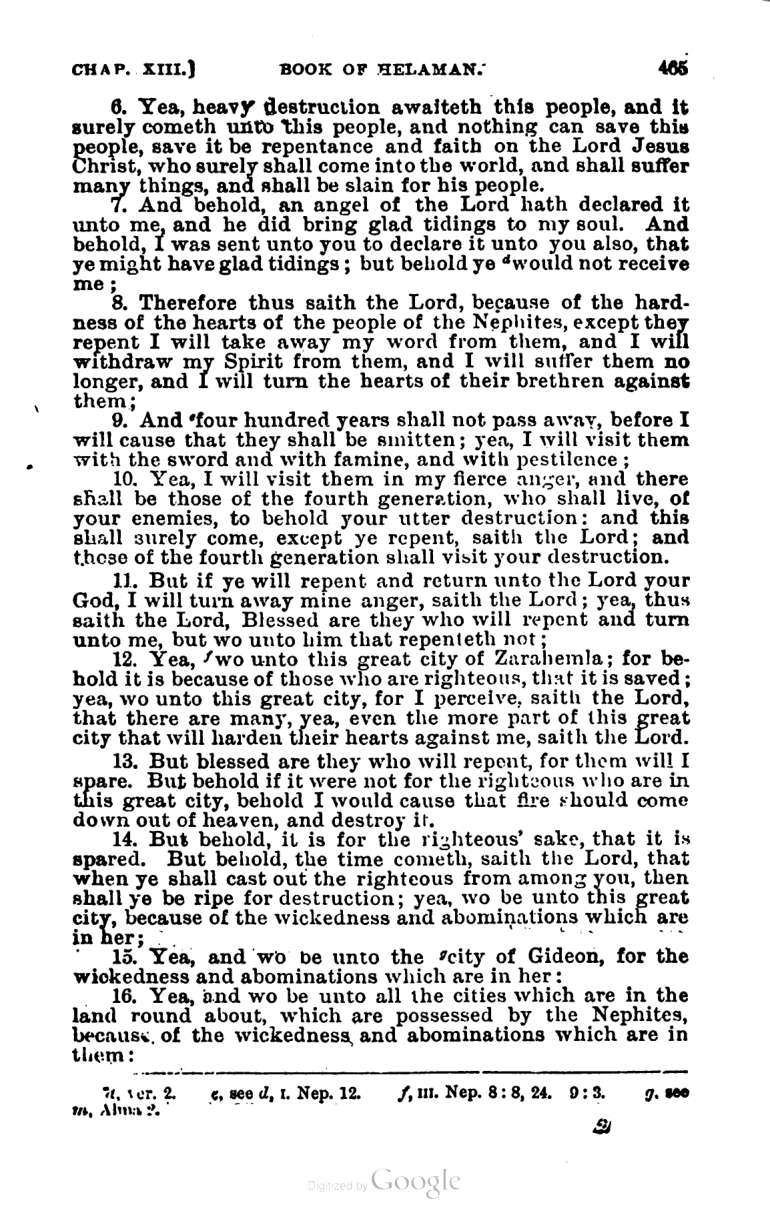 CHAP. XIII.] BOOK OF HELAMAN. 465
6. Yea, heavy destruction awaiteth this people, and it
surely cometh unto this people, and nothing can save this
people, save it be repentance and faith on the Lord Jesus
Christ, who surely shall come into the world, and shall suffer
many things, and shall be slain for his people.
7. And behold, an angel of the Lord hath declared it
unto me, and he did bring glad tidings to my soul. And
behold, I was sent unto you to declare it unto you also, that
ye might have glad tidings; but behold ye dwould not receive
me;
8. Therefore thus saith the Lord, because of the hard-
ness of the hearts of the people of the Nephites, except they
repent I will take away my word from them, and I will
withdraw my Spirit from them, and I will suffer them no
longer, and I will turn the hearts of their brethren against
them;
9. And efour hundred years shall not pass away, before I
will cause that they shall be smitten; yea, I will visit them
with the sword and with famine, and with pestilence;
10. Yea, I will visit them in my fierce anger, and there
shall be those of the fourth generation, who shall live, of
your enemies, to behold your utter destruction: and this
shall surely come, except ye repent, saith the Lord; and
those of the fourth generation shall visit your destruction.
11. But if ye will repent and return unto the Lord your
God, I will turn away mine anger, saith the Lord; yea, thus
saith the Lord, Blessed are they who will repent and turn
unto me, but wo unto him that repenteth not;
12. Yea, fwo unto this great city of Zarahemla; for be-
hold it is because of those who are righteous, that it is saved;
yea, wo unto this great city, for I perceive, saith the Lord,
that there are many, yea, even the more part of this great
city that will harden their hearts against me, saith the Lord.
13. But blessed are they who will repent, for them will I
spare. But behold if it were not for the righteous who are in
this great city, behold I would cause that fire should come
down out of heaven, and destroy it.
14. But behold, it is for the righteous' sake, that it is
spared. But behold, the time cometh, saith the Lord, that
when ye shall cast out the righteous from among you, then
shall ye be ripe for destruction; yea, wo be unto this great
city, because of the wickedness and abominations which are
in her;
15. Yea, and wo be unto the gcity of Gideon, for the
wickedness and abominations which are in her:
16. Yea, and wo be unto all the cities which are in the
land round about, which are possessed by the Nephites,
because of the wickedness and abominations which are in
them:
d, ver. 2. e, see d, I. Nep. 12. f, III. Nep. 8:8, 24. 9:3. g, see
m, Alma 2.
Digitized by Google